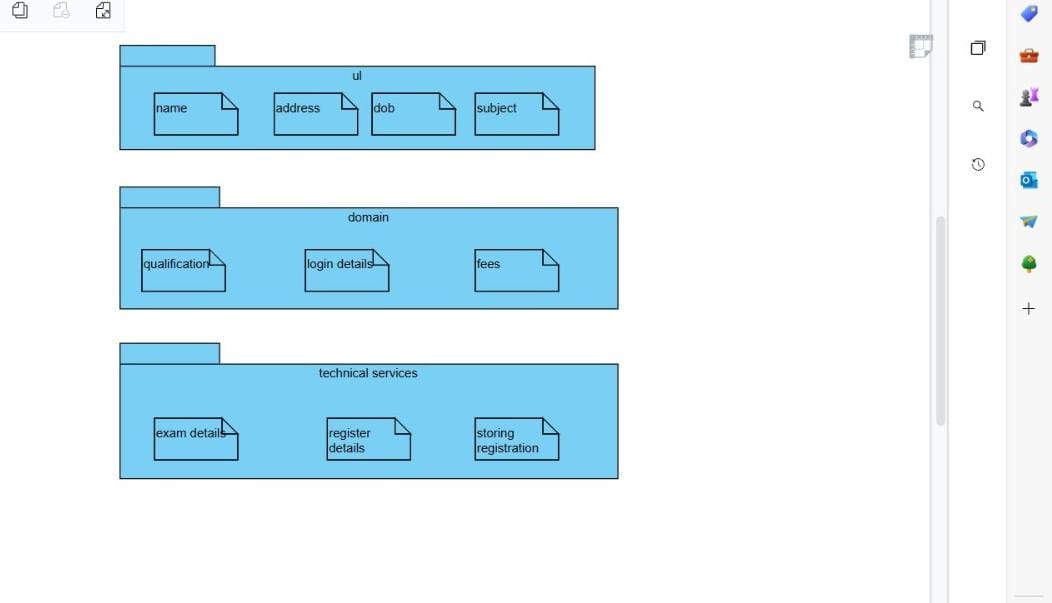 ul
name
address
dob
subject
domain
qualification
login details
fees
technical services
exam details
register
details
storing
registration